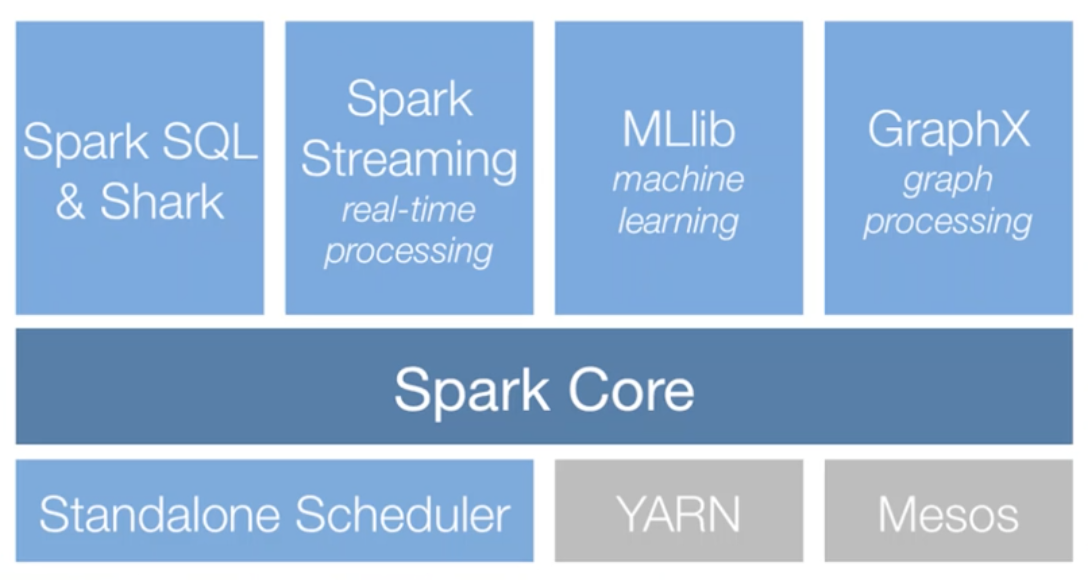 Spark SQL
& Shark
Spark
Streaming
real-time
processing
MLlib
machine
learning
GraphX
graph
processing
Spark Core
Standalone Scheduler
YARN
Mesos